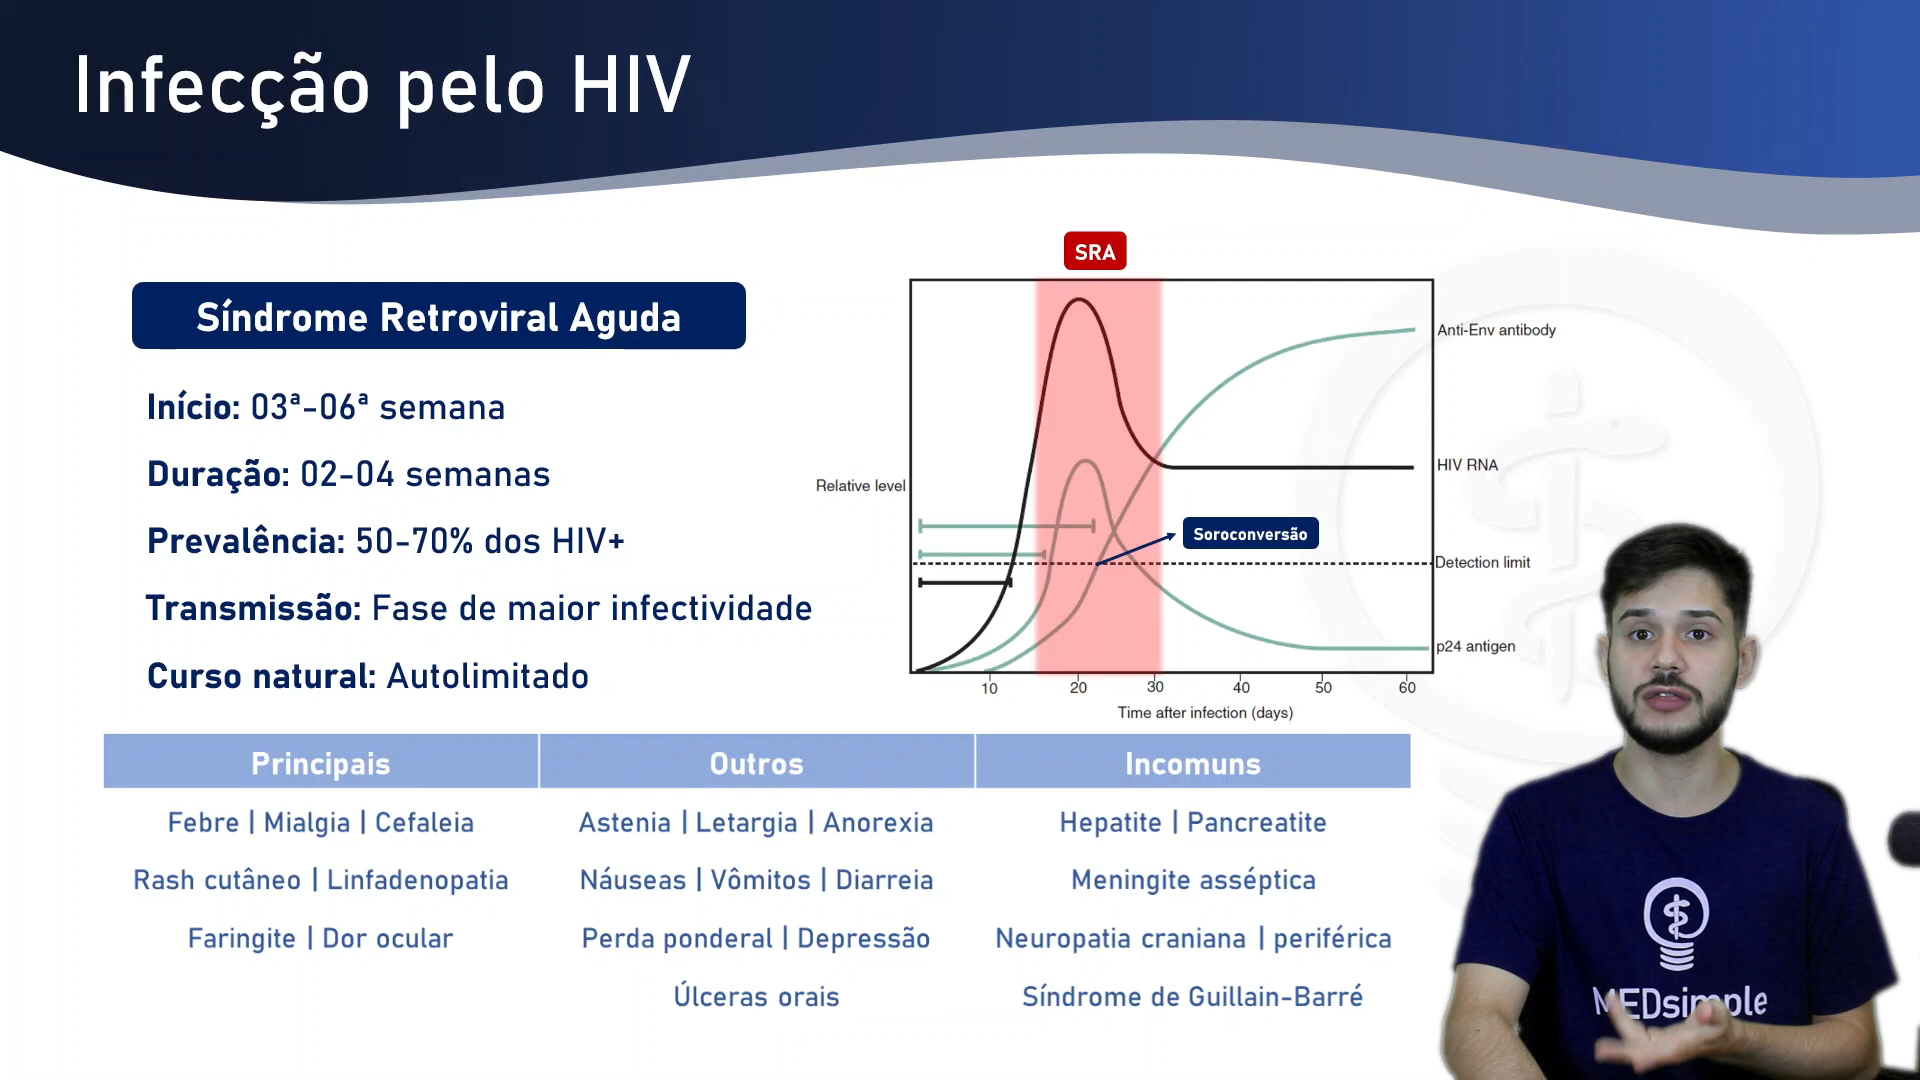 Infecção pelo HIV
SRA
Síndrome Retroviral Aguda
Início: 03ª-06ª semana
Duração: 02-04 semanas
Prevalência: 50-70% dos HIV+
Transmissão: Fase de maior infectividade
Curso natural: Autolimitado
Anti-Env antibody
HIV RNA
Relative level
Soroconversão
Detection limit
p24 antigen
10 20 30 40 50 60
Time after infection (days)
Principais Outros Incomuns
Febre | Mialgia | Cefaleia Astenia | Letargia | Anorexia Hepatite | Pancreatite
Rash cutâneo | Linfadenopatia Náuseas | Vômitos | Diarreia Meningite asséptica
Faringite | Dor ocular Perda ponderal | Depressão Neuropatia craniana | periférica
Úlceras orais Síndrome de Guillain-Barré
MEDsimple